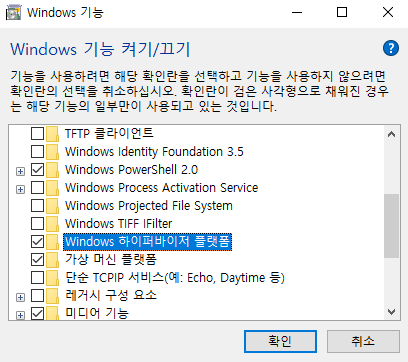 Windows 기능
Windows 기능 켜기/끄기
기능을 사용하려면 해당 확인란을 선택하고 기능을 사용하지 않으려면
확인란의 선택을 취소하십시오. 확인란이 검은 사각형으로 채워진 경우
는 해당 기능의 일부만이 사용되고 있는 것입니다.
TFTP 클라이언트
Windows Identity Foundation 3.5
Windows PowerShell 2.0
Windows Process Activation Service
Windows Projected File System
Windows TIFF IFilter
Windows 하이퍼바이저 플랫폼
가상 머신 플랫폼
단순 TCPIP 서비스(예: Echo, Daytime 등)
레거시 구성 요소
미디어 기능
확인
취소